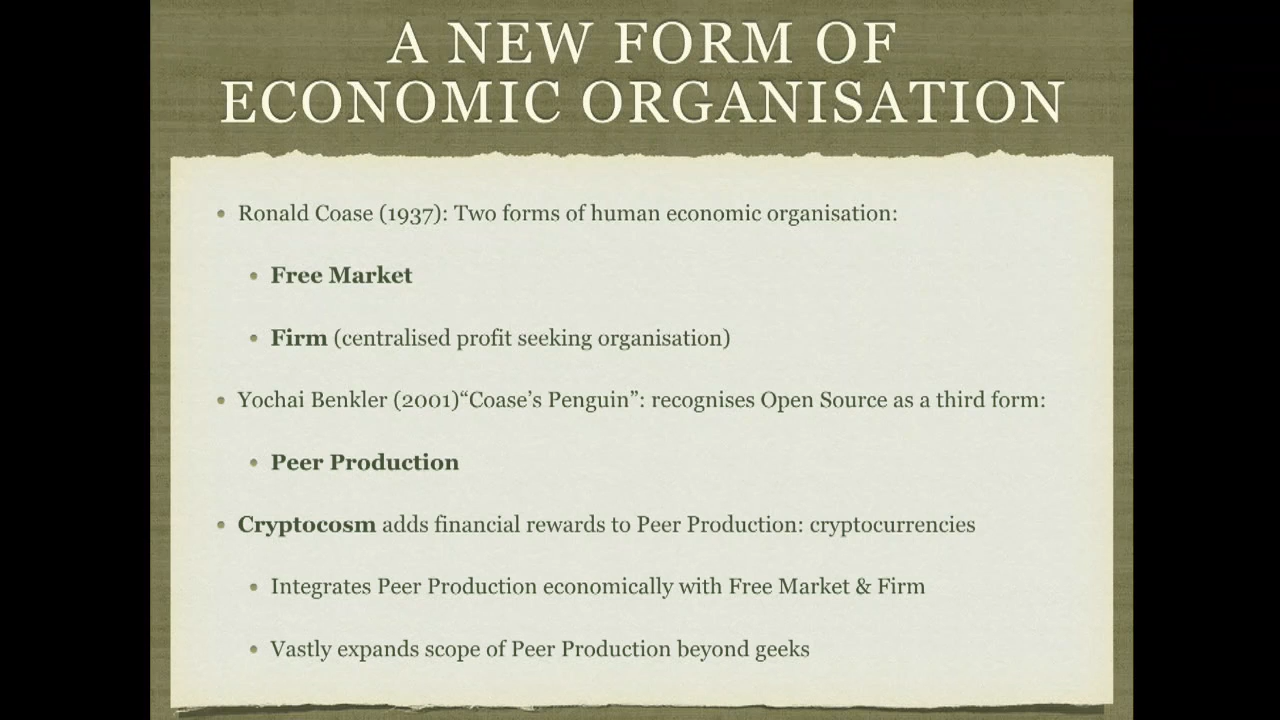 A NEW FORM OF
ECONOMIC ORGANISATION
• Ronald Coase (1937): Two forms of human economic organisation:
• Free Market
• Firm (centralised profit seeking organisation)
• Yochai Benkler (2001)“Coase’s Penguin”: recognises Open Source as a third form:
• Peer Production
• Cryptocosm adds financial rewards to Peer Production: cryptocurrencies
• Integrates Peer Production economically with Free Market & Firm
• Vastly expands scope of Peer Production beyond geeks